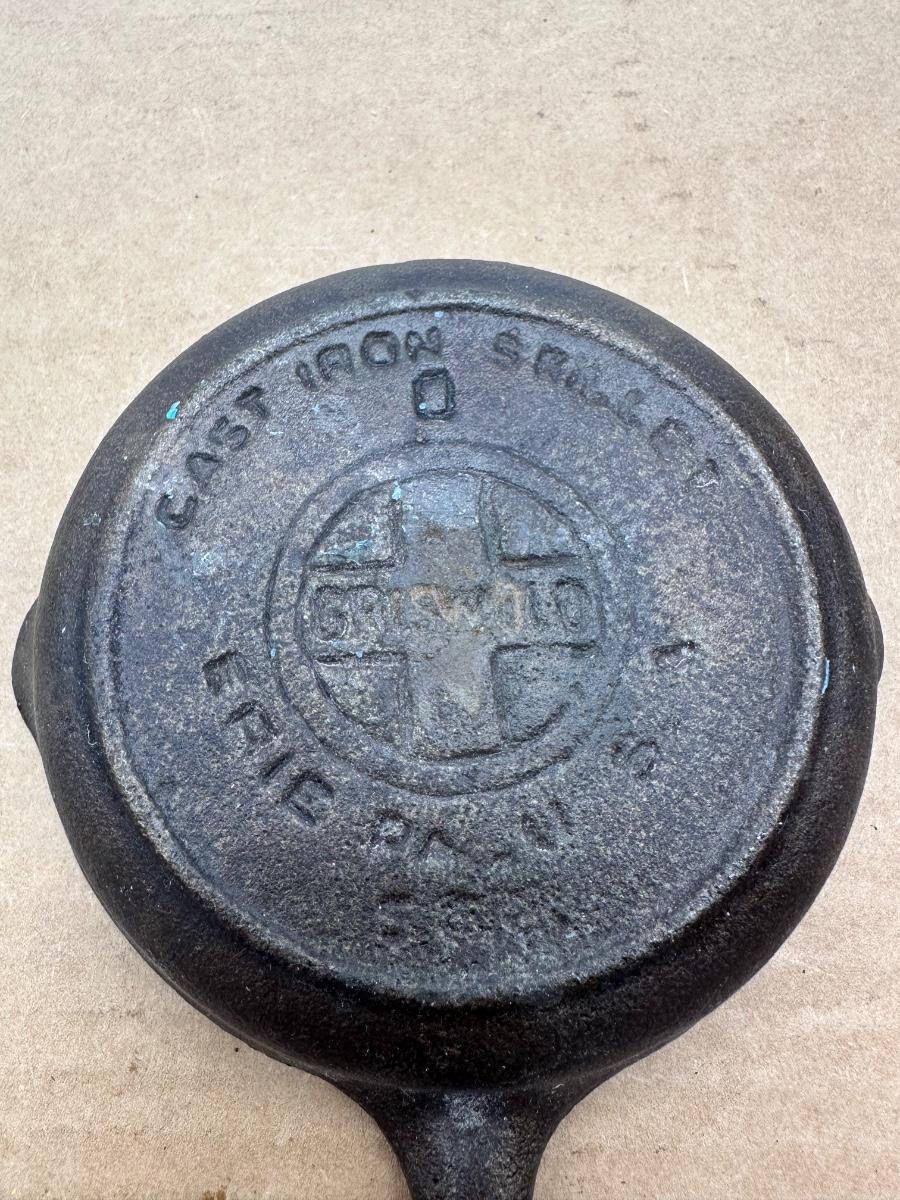 CAST IRON SKILLET
0
GRISWOLD
ERIE PA., U.S.A.